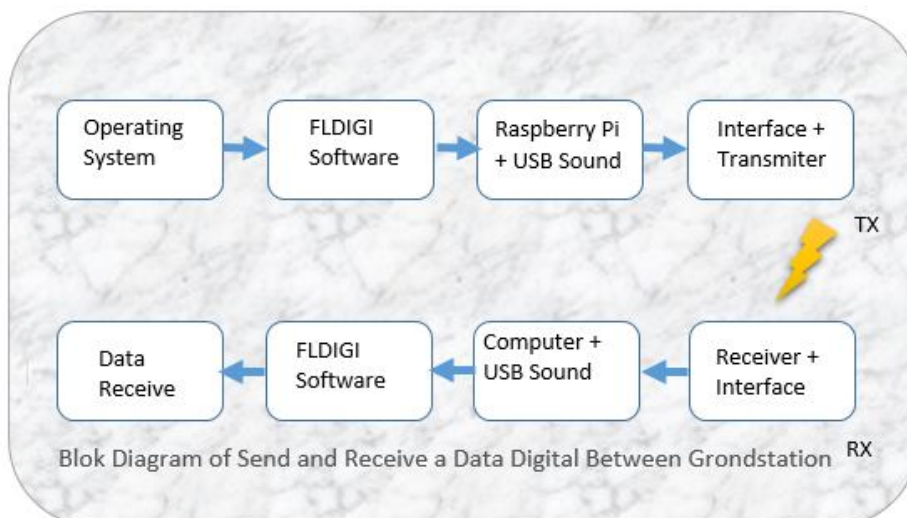 Operating
System
FLDIGI
Software
Raspberry Pi
+ USB Sound
Interface +
Transmiter
TX
Data
Receive
FLDIGI
Software
Computer +
USB Sound
Receiver +
Interface
RX
Blok Diagram of Send and Receive a Data Digital Between Grondstation